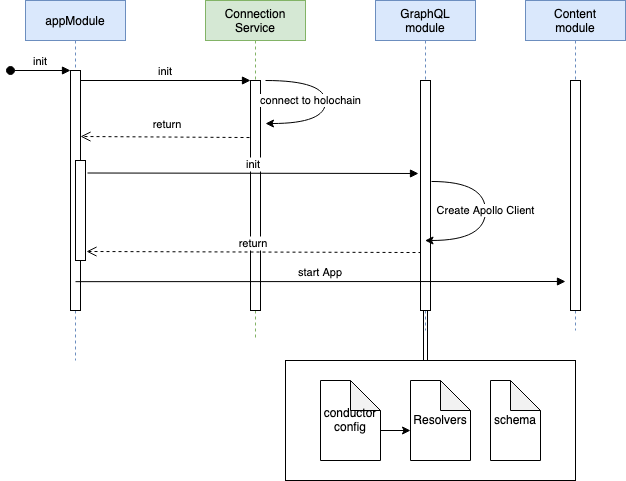 appModule
Connection
Service
GraphQL
module
Content
module
init
init
connect to holochain
return
init
Create Apollo Client
return
start App
conductor
config
Resolvers
schema